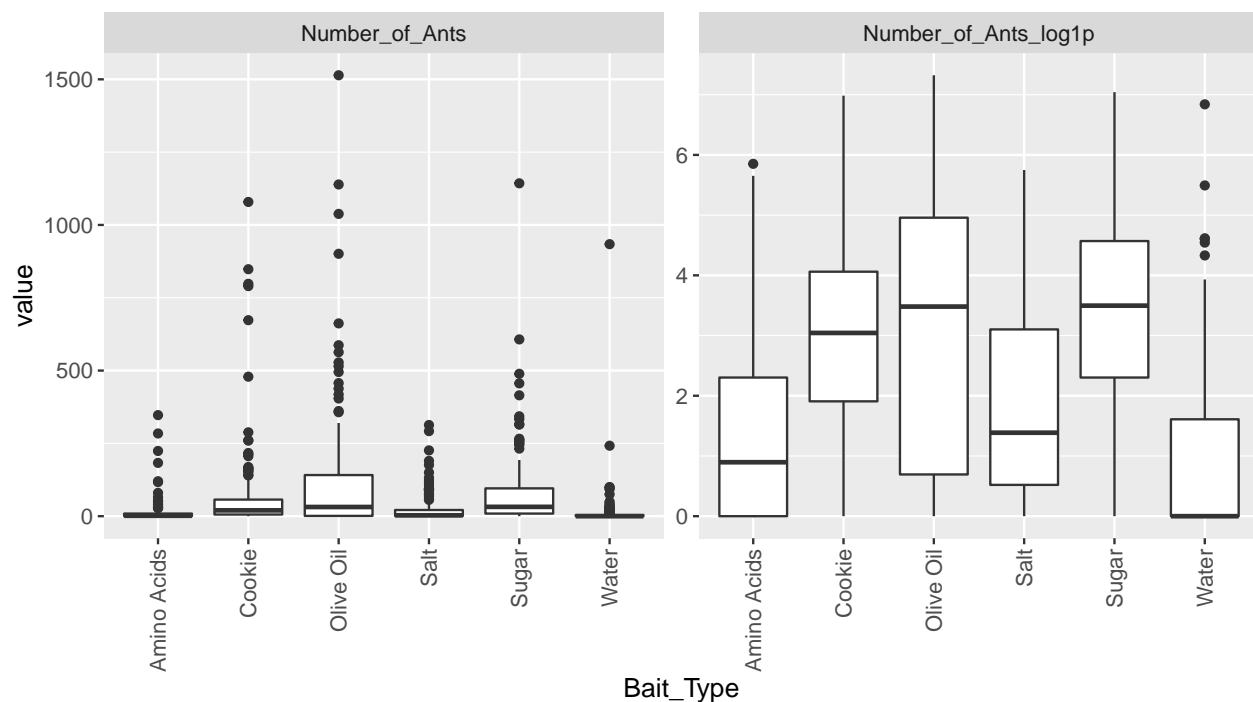 Number_of_Ants
Number_of_Ants_log1p
value
1500
1000
500
0
6
4
2
0
Amino Acids
Cookie
Olive Oil
Salt
Sugar
Water
Amino Acids
Cookie
Olive Oil
Salt
Sugar
Water
Bait_Type